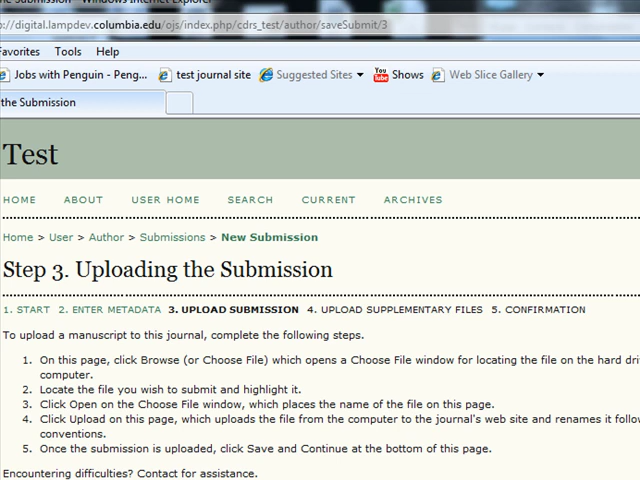 the Submission - Windows Internet Explorer
p://digital.lampdev.columbia.edu/ojs/index.php/cdrs_test/author/saveSubmit/3
Favorites Tools Help
Jobs with Penguin - Peng... test journal site Suggested Sites You Tube Shows Web Slice Gallery
the Submission
Test
HOME ABOUT USER HOME SEARCH CURRENT ARCHIVES
Home > User > Author > Submissions > New Submission
Step 3. Uploading the Submission
1. START 2. ENTER METADATA 3. UPLOAD SUBMISSION 4. UPLOAD SUPPLEMENTARY FILES 5. CONFIRMATION
To upload a manuscript to this journal, complete the following steps.
1. On this page, click Browse (or Choose File) which opens a Choose File window for locating the file on the hard dri
computer.
2. Locate the file you wish to submit and highlight it.
3. Click Open on the Choose File window, which places the name of the file on this page.
4. Click Upload on this page, which uploads the file from the computer to the journal's web site and renames it follow
conventions.
5. Once the submission is uploaded, click Save and Continue at the bottom of this page.
Encountering difficulties? Contact for assistance.